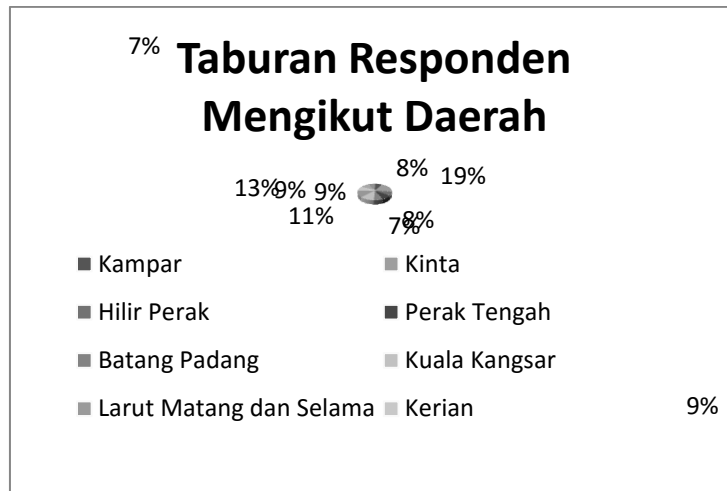 7%
Taburan Responden
Mengikut Daerah
8%
19%
13%
9%
9%
11%
7%
8%
Kampar
Kinta
Hilir Perak
Perak Tengah
Batang Padang
Kuala Kangsar
Larut Matang dan Selama
Kerian
9%